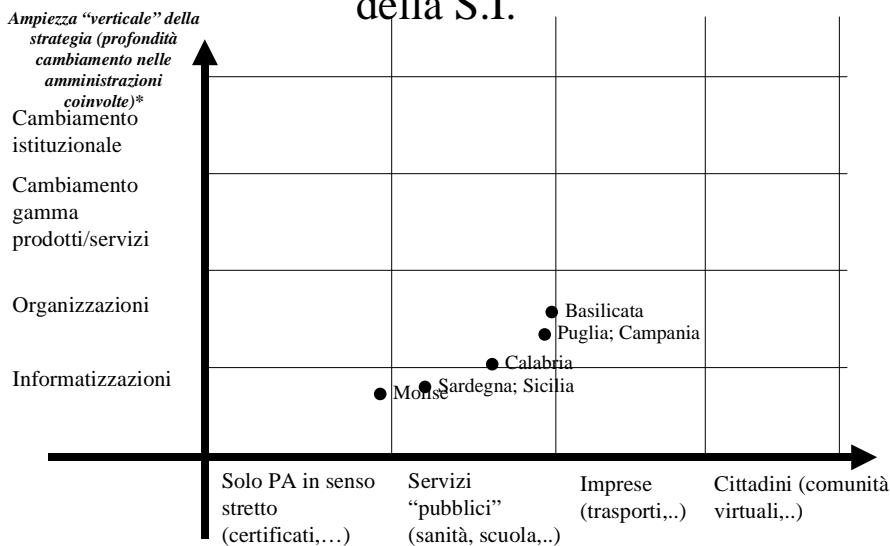 della S.I.
Ampiezza “verticale” della
strategia (profondità
cambiamento nelle
amministrazioni
coinvolte)*
Cambiamento
istituzionale
Cambiamento
gamma
prodotti/servizi
Organizzazioni
Informatizzazioni
Basilicata
Puglia; Campania
Calabria
Sardegna; Sicilia
Molise
Solo PA in senso
stretto
(certificati,…)
Servizi
“pubblici”
(sanità, scuola,..)
Imprese
(trasporti,..)
Cittadini (comunità
virtuali,..)